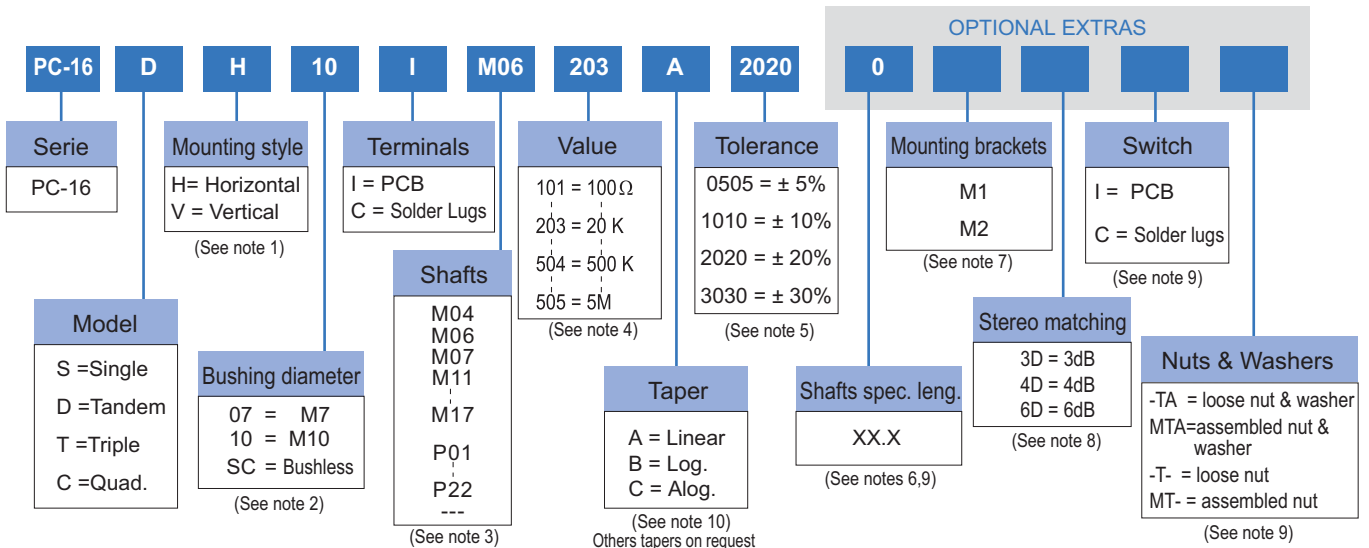 OPTIONAL EXTRAS
PC-16 D H 10 I M06 203 A 2020 0
Serie
PC-16
Mounting style
H= Horizontal
V = Vertical
(See note 1)
Terminals
I = PCB
C = Solder Lugs
Value
101 = 100Ω
203 = 20 K
504 = 500 K
505 = 5M
(See note 4)
Tolerance
0505 = ± 5%
1010 = ± 10%
2020 = ± 20%
3030 = ± 30%
(See note 5)
Mounting brackets
M1
M2
(See note 7)
Switch
I = PCB
C = Solder lugs
(See note 9)
Model
S =Single
D =Tandem
T =Triple
C =Quad.
Bushing diameter
07 = M7
10 = M10
SC = Bushless
(See note 2)
Shafts
M04
M06
M07
M11
M17
P01
P22
---
(See note 3)
Taper
A = Linear
B = Log.
C = Alog.
(See note 10)
Others tapers on request
Shafts spec. leng.
XX.X
(See notes 6,9)
Stereo matching
3D = 3dB
4D = 4dB
6D = 6dB
(See note 8)
Nuts & Washers
-TA = loose nut & washer
MTA=assembled nut &
washer
-T- = loose nut
MT- = assembled nut
(See note 9)